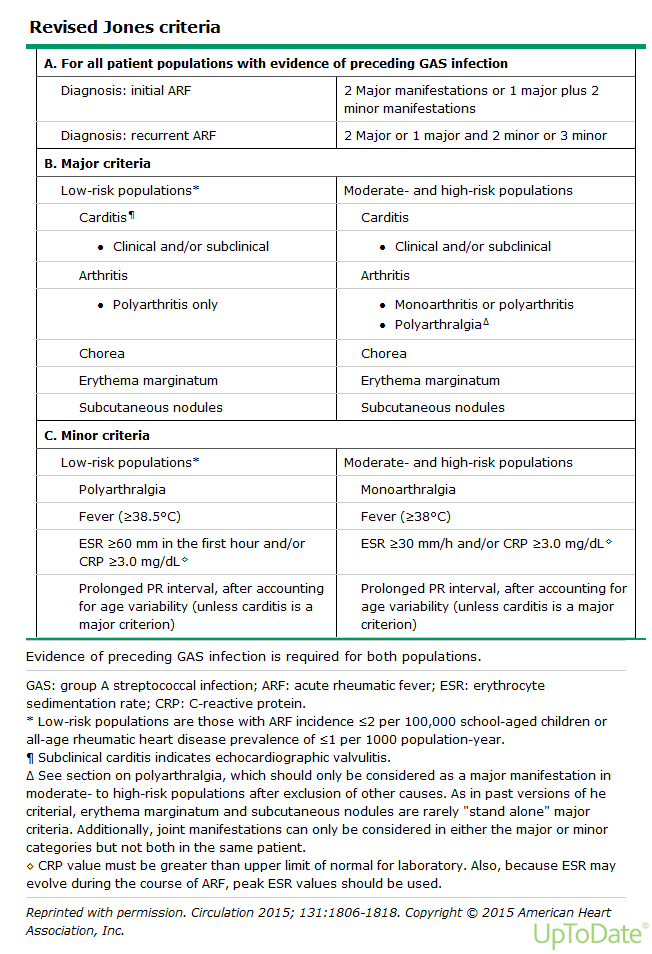 Revised Jones criteria
A. For all patient populations with evidence of preceding GAS infection
Diagnosis: initial ARF
2 Major manifestations or 1 major plus 2
minor manifestations
Diagnosis: recurrent ARF
2 Major or 1 major and 2 minor or 3 minor
B. Major criteria
Low-risk populations*
Moderate- and high-risk populations
Carditis¶
Carditis
• Clinical and/or subclinical
• Clinical and/or subclinical
Arthritis
Arthritis
• Polyarthritis only
• Monoarthritis or polyarthritis
• PolyarthralgiaΔ
Chorea
Chorea
Erythema marginatum
Erythema marginatum
Subcutaneous nodules
Subcutaneous nodules
C. Minor criteria
Low-risk populations*
Moderate- and high-risk populations
Polyarthralgia
Monoarthralgia
Fever (≥38.5°C)
Fever (≥38°C)
ESR ≥60 mm in the first hour and/or
CRP ≥3.0 mg/dL◊
ESR ≥30 mm/h and/or CRP ≥3.0 mg/dL◊
Prolonged PR interval, after accounting
for age variability (unless carditis is a
major criterion)
Prolonged PR interval, after accounting for
age variability (unless carditis is a major
criterion)
Evidence of preceding GAS infection is required for both populations.
GAS: group A streptococcal infection; ARF: acute rheumatic fever; ESR: erythrocyte
sedimentation rate; CRP: C-reactive protein.
* Low-risk populations are those with ARF incidence ≤2 per 100,000 school-aged children or
all-age rheumatic heart disease prevalence of ≤1 per 1000 population-year.
¶ Subclinical carditis indicates echocardiographic valvulitis.
Δ See section on polyarthralgia, which should only be considered as a major manifestation in
moderate- to high-risk populations after exclusion of other causes. As in past versions of he
criterial, erythema marginatum and subcutaneous nodules are rarely "stand alone" major
criteria. Additionally, joint manifestations can only be considered in either the major or minor
categories but not both in the same patient.
◊ CRP value must be greater than upper limit of normal for laboratory. Also, because ESR may
evolve during the course of ARF, peak ESR values should be used.
Reprinted with permission. Circulation 2015; 131:1806-1818. Copyright © 2015 American Heart
Association, Inc.
UpToDate®